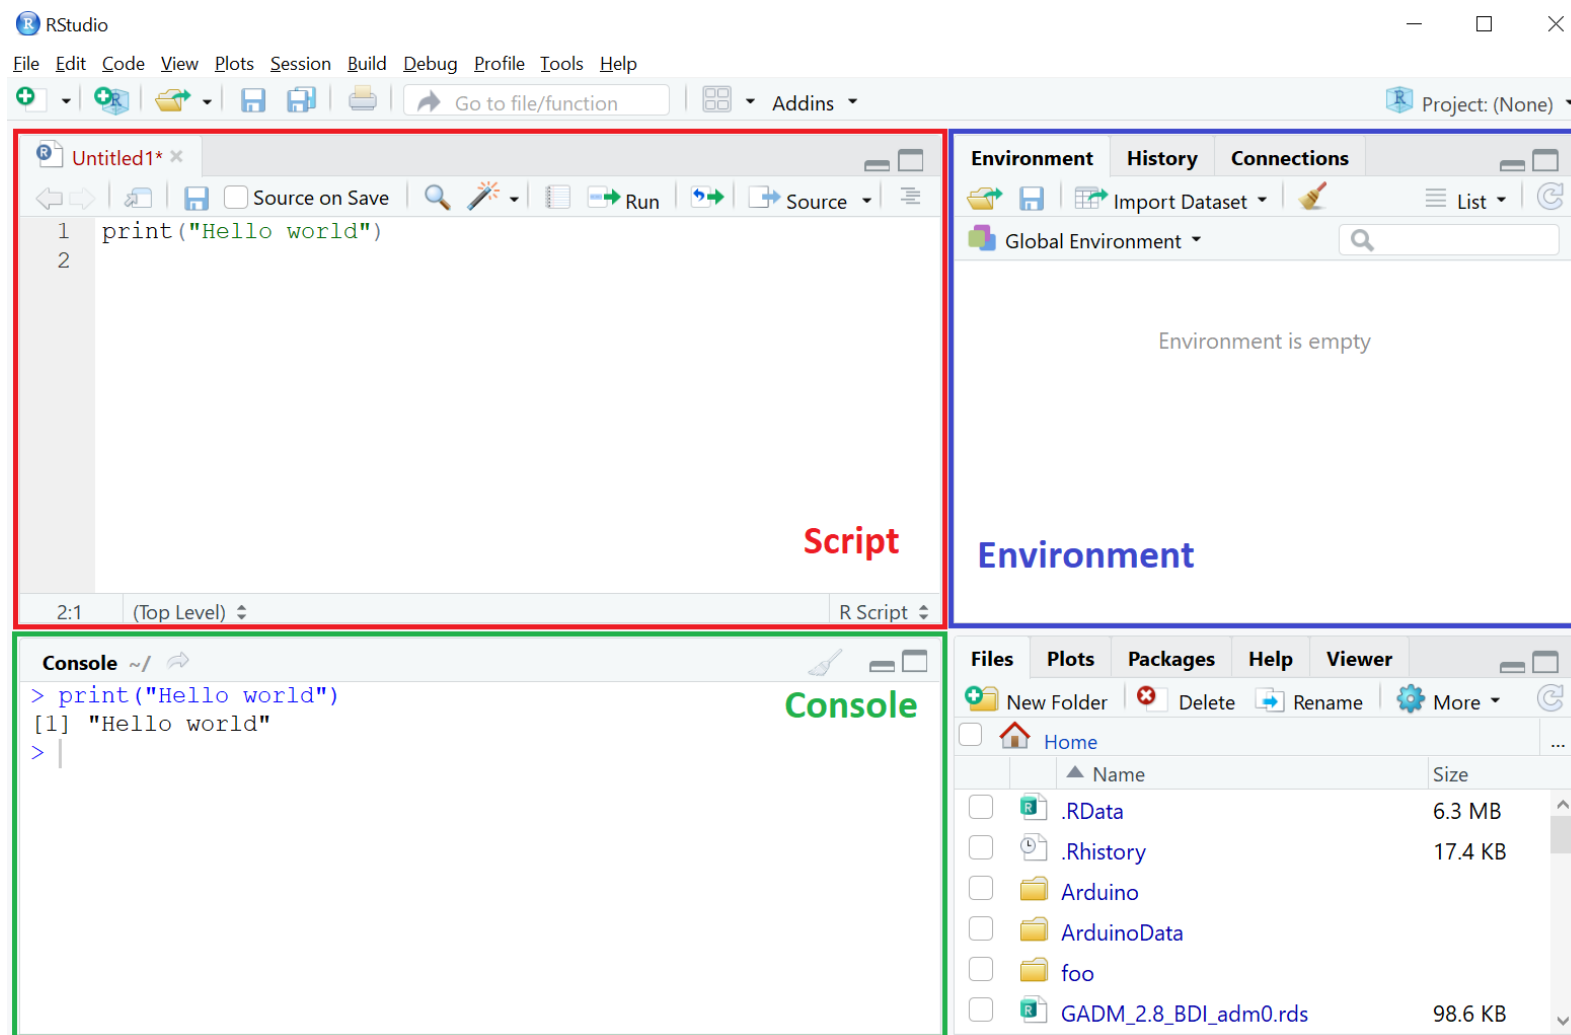 RStudio
File Edit Code View Plots Session Build Debug Profile Tools Help
Go to file/function Addins Project: (None)
Untitled1*
Source on Save Run Source
1 print("Hello world")
2
Script
2:1 (Top Level) R Script
Environment History Connections
Import Dataset List
Global Environment
Environment is empty
Environment
Console ~/
> print("Hello world")
[1] "Hello world"
>
Console
Files Plots Packages Help Viewer
New Folder Delete Rename More
Home ...
Name Size
.RData 6.3 MB
.Rhistory 17.4 KB
Arduino
ArduinoData
foo
GADM_2.8_BDI_adm0.rds 98.6 KB